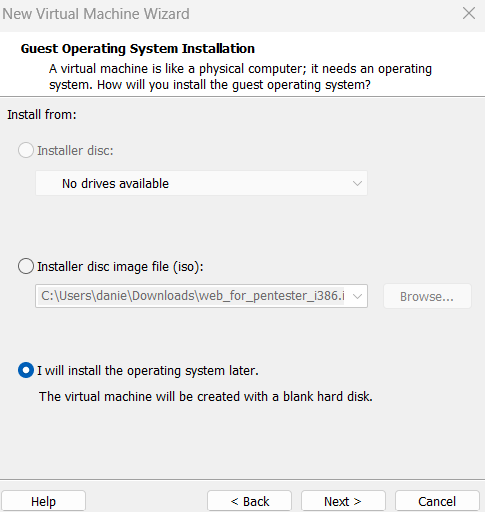 New Virtual Machine Wizard
Guest Operating System Installation
A virtual machine is like a physical computer; it needs an operating
system. How will you install the guest operating system?
Install from:
Installer disc:
No drives available
Installer disc image file (iso):
C:\Users\danie\Downloads\web_for_pentester_i386.i
Browse...
I will install the operating system later.
The virtual machine will be created with a blank hard disk.
Help
< Back
Next >
Cancel